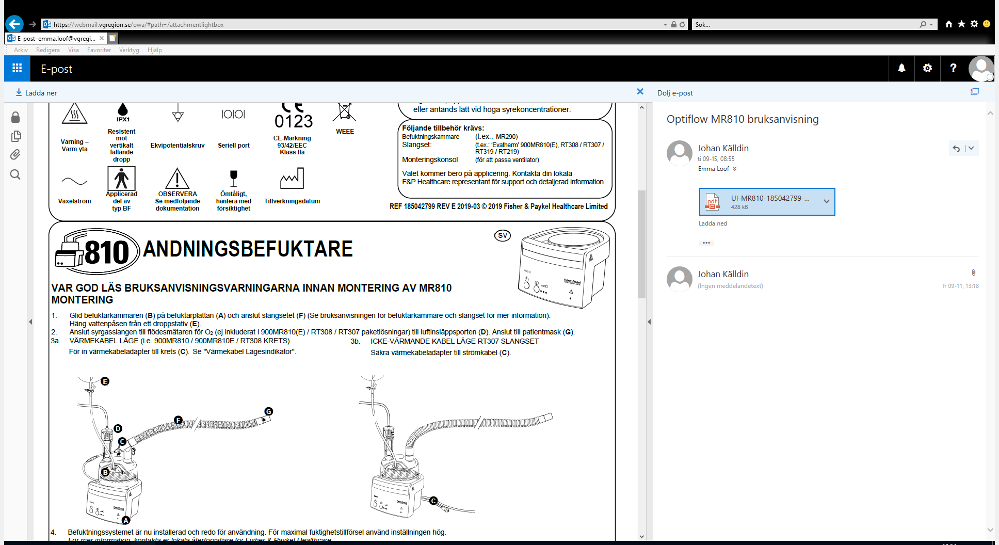 https://webmail.vgregion.se/owa/#path=/attachmentlightbox
Sök...
E-post–emma.loof@vgregi...
Arkiv Redigera Visa Favoriter Verktyg Hjälp
E-post
Ladda ner
Dölj e-post
IPX1
0123
Varning –
Varm yta
Resistent
mot
vertikalt
fallande
dropp
Ekvipotentialskruv
IOIOI
Seriell port
CE-Märkning
93/42/EEC
Klass IIa
WEEE
Växelström
Applicerad
del av
typ BF
OBSERVERA
Se medföljande
dokumentation
Ömtåligt,
hantera med
försiktighet
Tillverkningsdatum
eller antänds lätt vid höga syrekoncentrationer.
Följande tillbehör krävs:
Befuktningskammare (t.ex.: MR290)
Slangset: (t.ex.: 'Evatherm' 900MR810(E), RT308 / RT307 /
RT319 / RT219)
Monteringskonsol (för att passa ventilator)
Valet kommer bero på applicering. Kontakta din lokala
F&P Healthcare representant för support och detaljerad information.
REF 185042799 REV E 2019-03 © 2019 Fisher & Paykel Healthcare Limited
810 ANDNINGSBEFUKTARE
SV
MR810
Fisher&Paykel
HEALTHCARE
VAR GOD LÄS BRUKSANVISNINGSVARNINGARNA INNAN MONTERING AV MR810
MONTERING
1. Glid befuktarkammaren (B) på befuktarplattan (A) och anslut slangsetet (F) (Se bruksanvisningen för befuktarkammare och slangset för mer information).
Häng vattenpåsen från ett droppstativ (E).
2. Anslut syrgasslangen till flödesmätaren för O2 (ej inkluderat i 900MR810(E) / RT308 / RT307 paketlösningar) till luftinsläppsporten (D). Anslut till patientmask (G).
3a. VÄRMEKABEL LÄGE (i.e. 900MR810 / 900MR810E / RT308 KRETS)
För in värmekabeladapter till krets (C). Se "Värmekabel Lägesindikator".
3b. ICKE-VÄRMANDE KABEL LÄGE RT307 SLANGSET
Säkra värmekabeladapter till strömkabel (C).
E
G
F
D
C
B
A
C
4. Befuktningssystemet är nu installerad och redo för användning. För maximal fuktighetstillförsel använd inställningen hög.
För mer information, kontakta er lokala återförsäljare för Fisher & Paykel Healthcare
Optiflow MR810 bruksanvisning
Johan Källdin
ti 09-15, 08:55
Emma Lööf
pdf
UI-MR810-185042799-...
428 kB
Ladda ned
Johan Källdin
(Ingen meddelandetext)
fr 09-11, 13:18